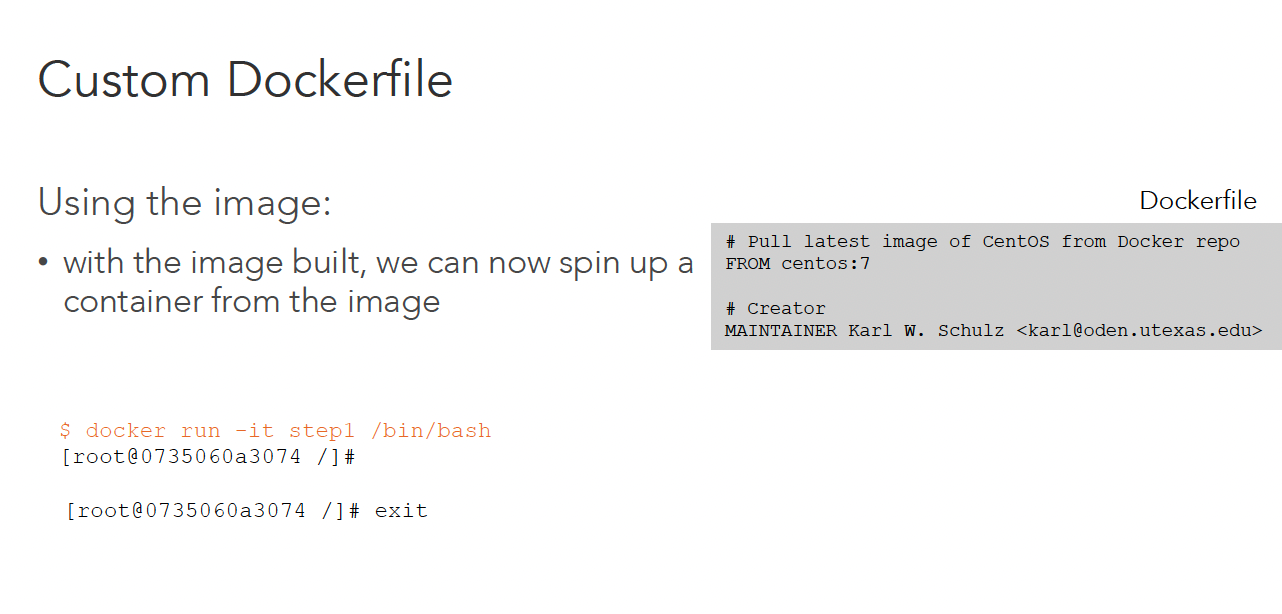 Custom Dockerfile
Using the image:
• with the image built, we can now spin up a
container from the image
Dockerfile
# Pull latest image of CentOS from Docker repo
FROM centos:7
# Creator
MAINTAINER Karl W. Schulz <karl@oden.utexas.edu>
$ docker run -it step1 /bin/bash
[root@0735060a3074 /]#
[root@0735060a3074 /]# exit